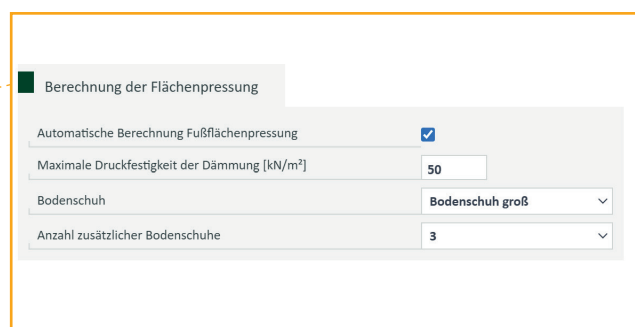 Berechnung der Flächenpressung
Automatische Berechnung Fußflächenpressung
Maximale Druckfestigkeit der Dämmung [kN/m²] 50
Bodenschuh Bodenschuh groß
Anzahl zusätzlicher Bodenschuhe 3